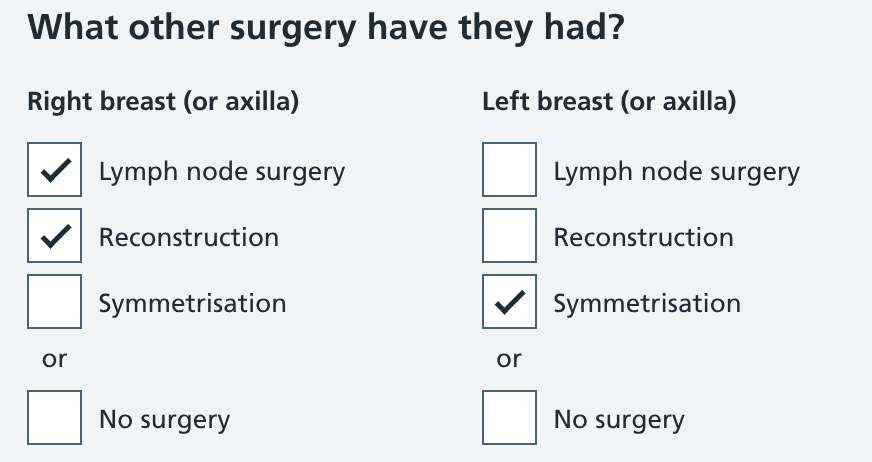 What other surgery have they had?
Right breast (or axilla)
Lymph node surgery
Reconstruction
Symmetrisation
or
No surgery
Left breast (or axilla)
Lymph node surgery
Reconstruction
Symmetrisation
or
No surgery